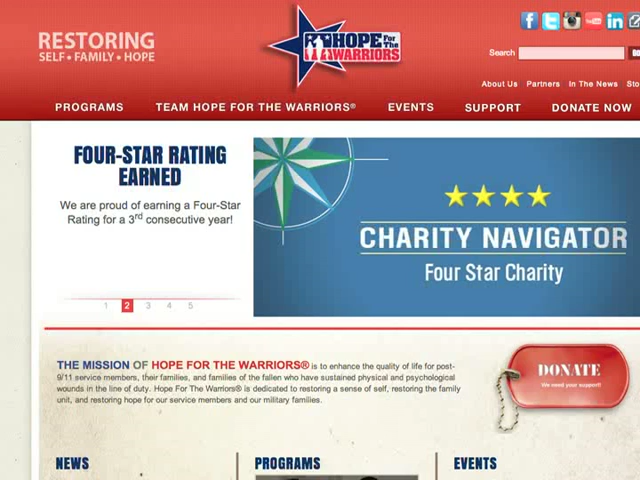 RESTORING
SELF • FAMILY • HOPE
HOPE For The
WARRIORS
You Tube
in
Search
About Us Partners In The News
PROGRAMS TEAM HOPE FOR THE WARRIORS® EVENTS SUPPORT DONATE NOW
FOUR-STAR RATING
EARNED
We are proud of earning a Four-Star
Rating for a 3rd consecutive year!
1 2 3 4 5
CHARITY NAVIGATOR
Four Star Charity
THE MISSION OF HOPE FOR THE WARRIORS® is to enhance the quality of life for post-
9/11 service members, their families, and families of the fallen who have sustained physical and psychological
wounds in the line of duty. Hope For The Warriors® is dedicated to restoring a sense of self, restoring the family
unit, and restoring hope for our service members and our military families.
DONATE
We need your support!
NEWS PROGRAMS EVENTS